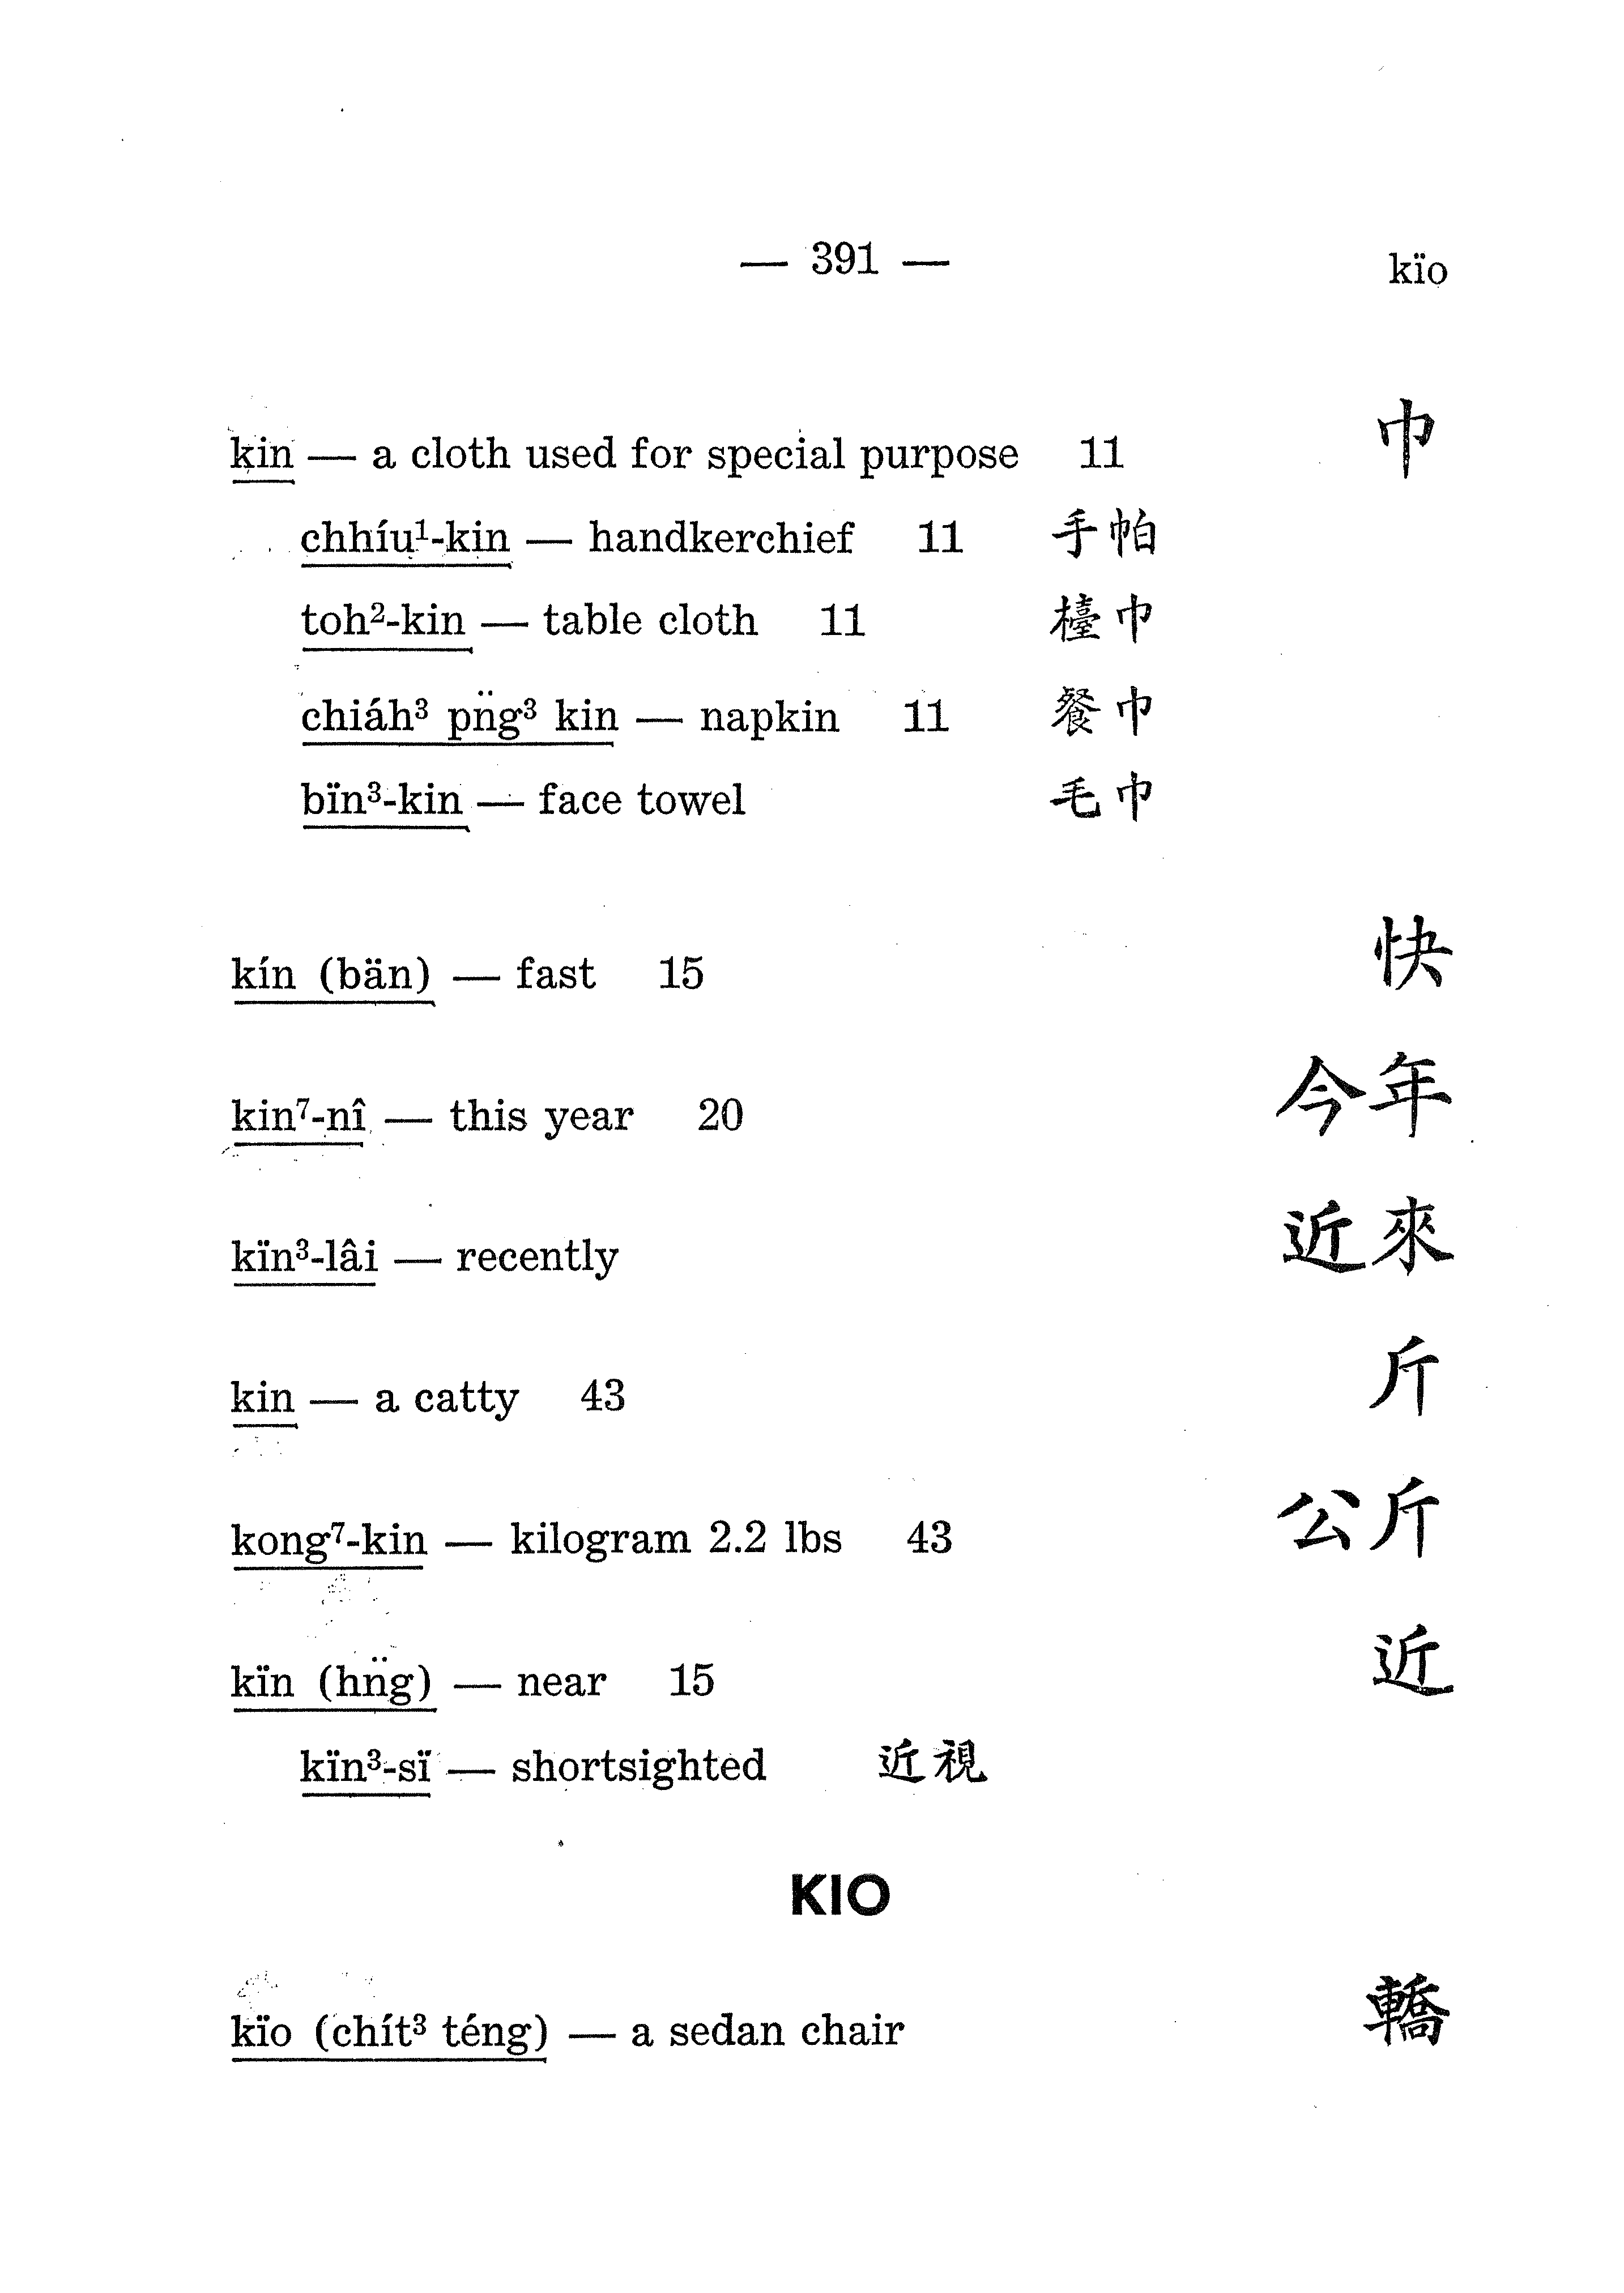 — 391 — kïo
kin — a cloth used for special purpose 11 巾
chhíu¹-kin — handkerchief 11 手帕
toh²-kin — table cloth 11 檯巾
chiáh³ pn̈g³ kin — napkin 11 餐巾
bïn³-kin — face towel 毛巾
kín (bän) — fast 15 快
kin⁷-nî — this year 20 今年
kïn³-lâi — recently 近來
kin — a catty 43 斤
kong⁷-kin — kilogram 2.2 lbs 43 公斤
kïn (hn̈g) — near 15 近
kïn³-sï — shortsighted 近視
KIO
kïo (chít³ téng) — a sedan chair 轎